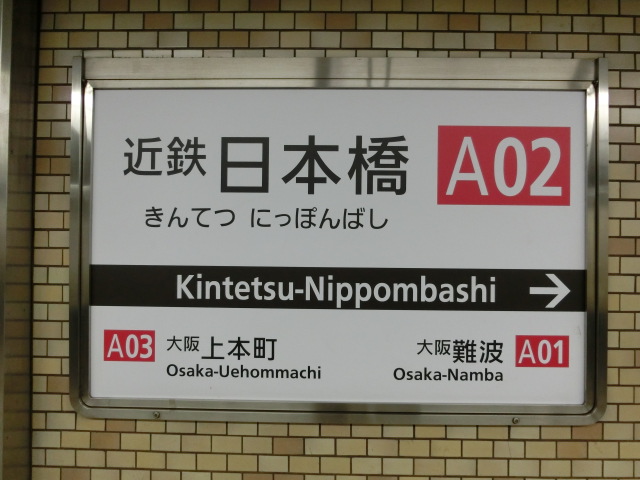 近鉄 日本橋 A02
きんてつ にっぽんばし
Kintetsu-Nippombashi →
A03 大阪上本町
Osaka-Uehommachi
大阪難波 A01
Osaka-Namba